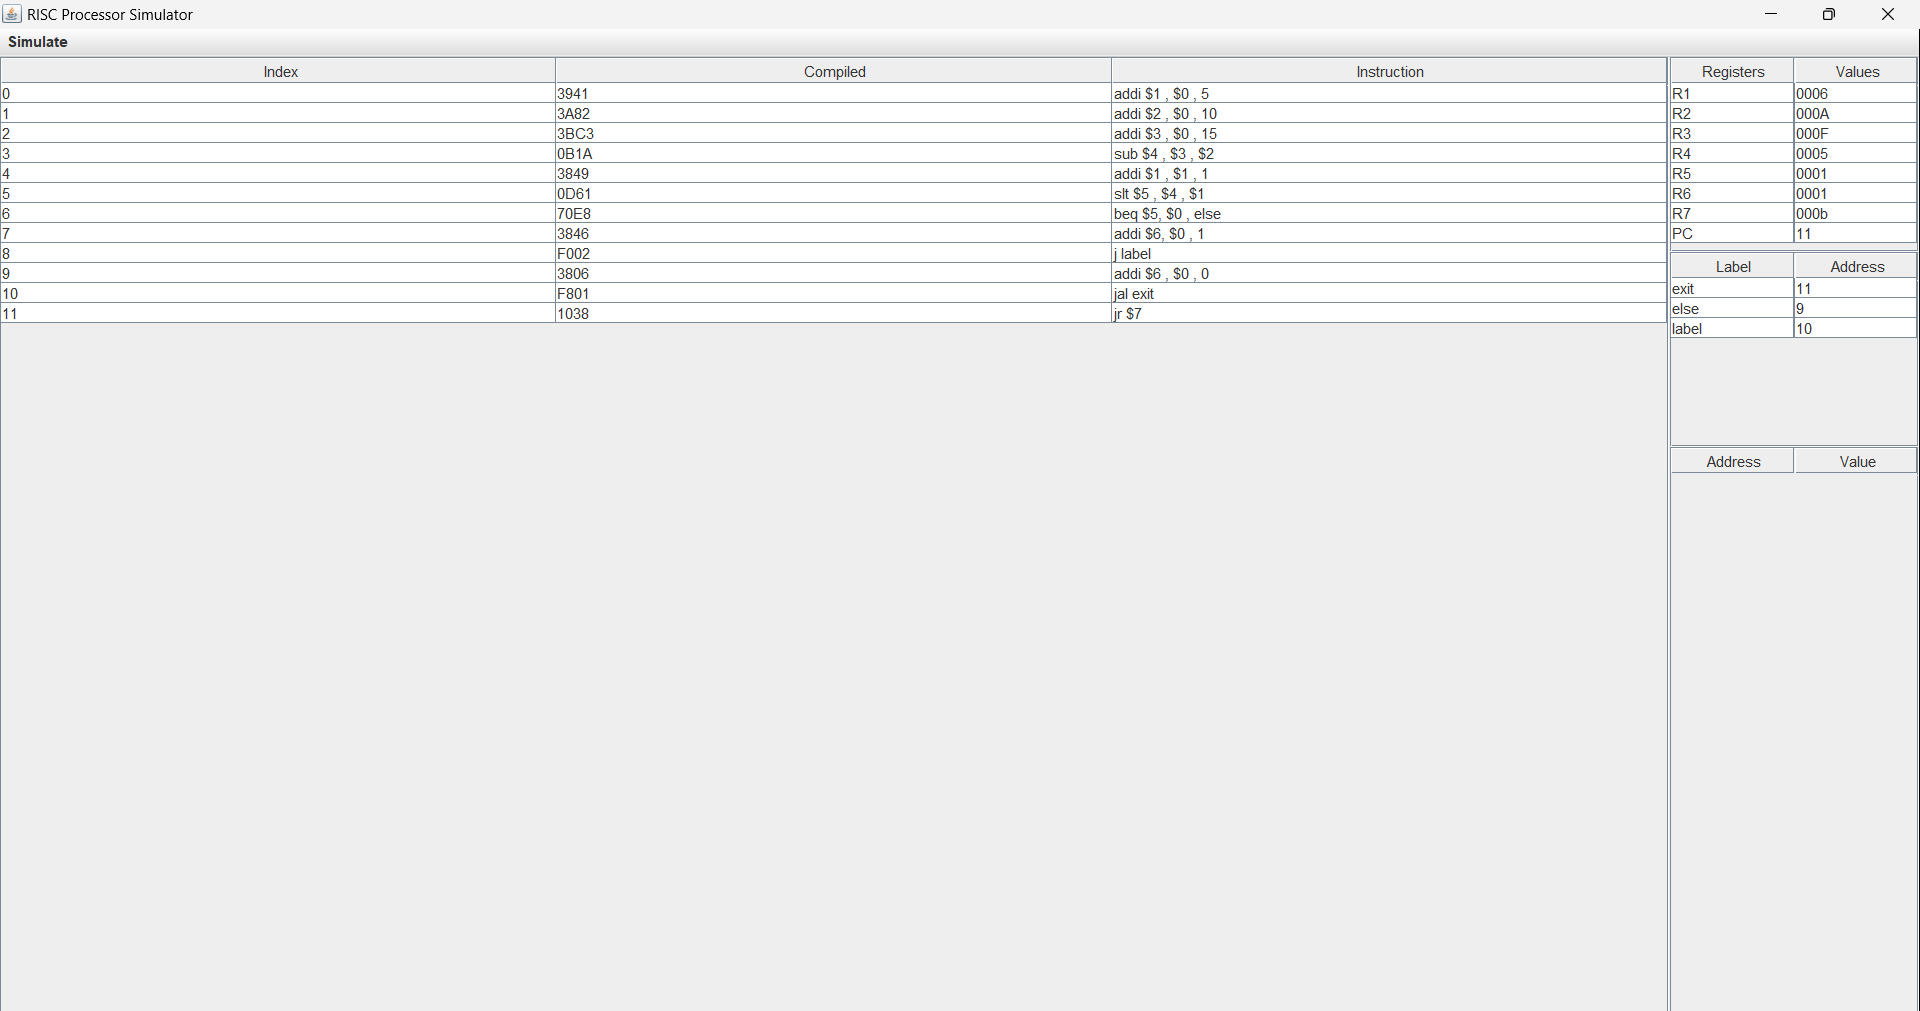 RISC Processor Simulator
Simulate
Index Compiled Instruction
0 3941 addi $1 , $0 , 5
1 3A82 addi $2 , $0 , 10
2 3BC3 addi $3 , $0 , 15
3 0B1A sub $4 , $3 , $2
4 3849 addi $1 , $1 , 1
5 0D61 slt $5 , $4 , $1
6 70E8 beq $5, $0 , else
7 3846 addi $6, $0 , 1
8 F002 j label
9 3806 addi $6 , $0 , 0
10 F801 jal exit
11 1038 jr $7
Registers Values
R1 0006
R2 000A
R3 000F
R4 0005
R5 0001
R6 0001
R7 000b
PC 11
Label Address
exit 11
else 9
label 10
Address Value